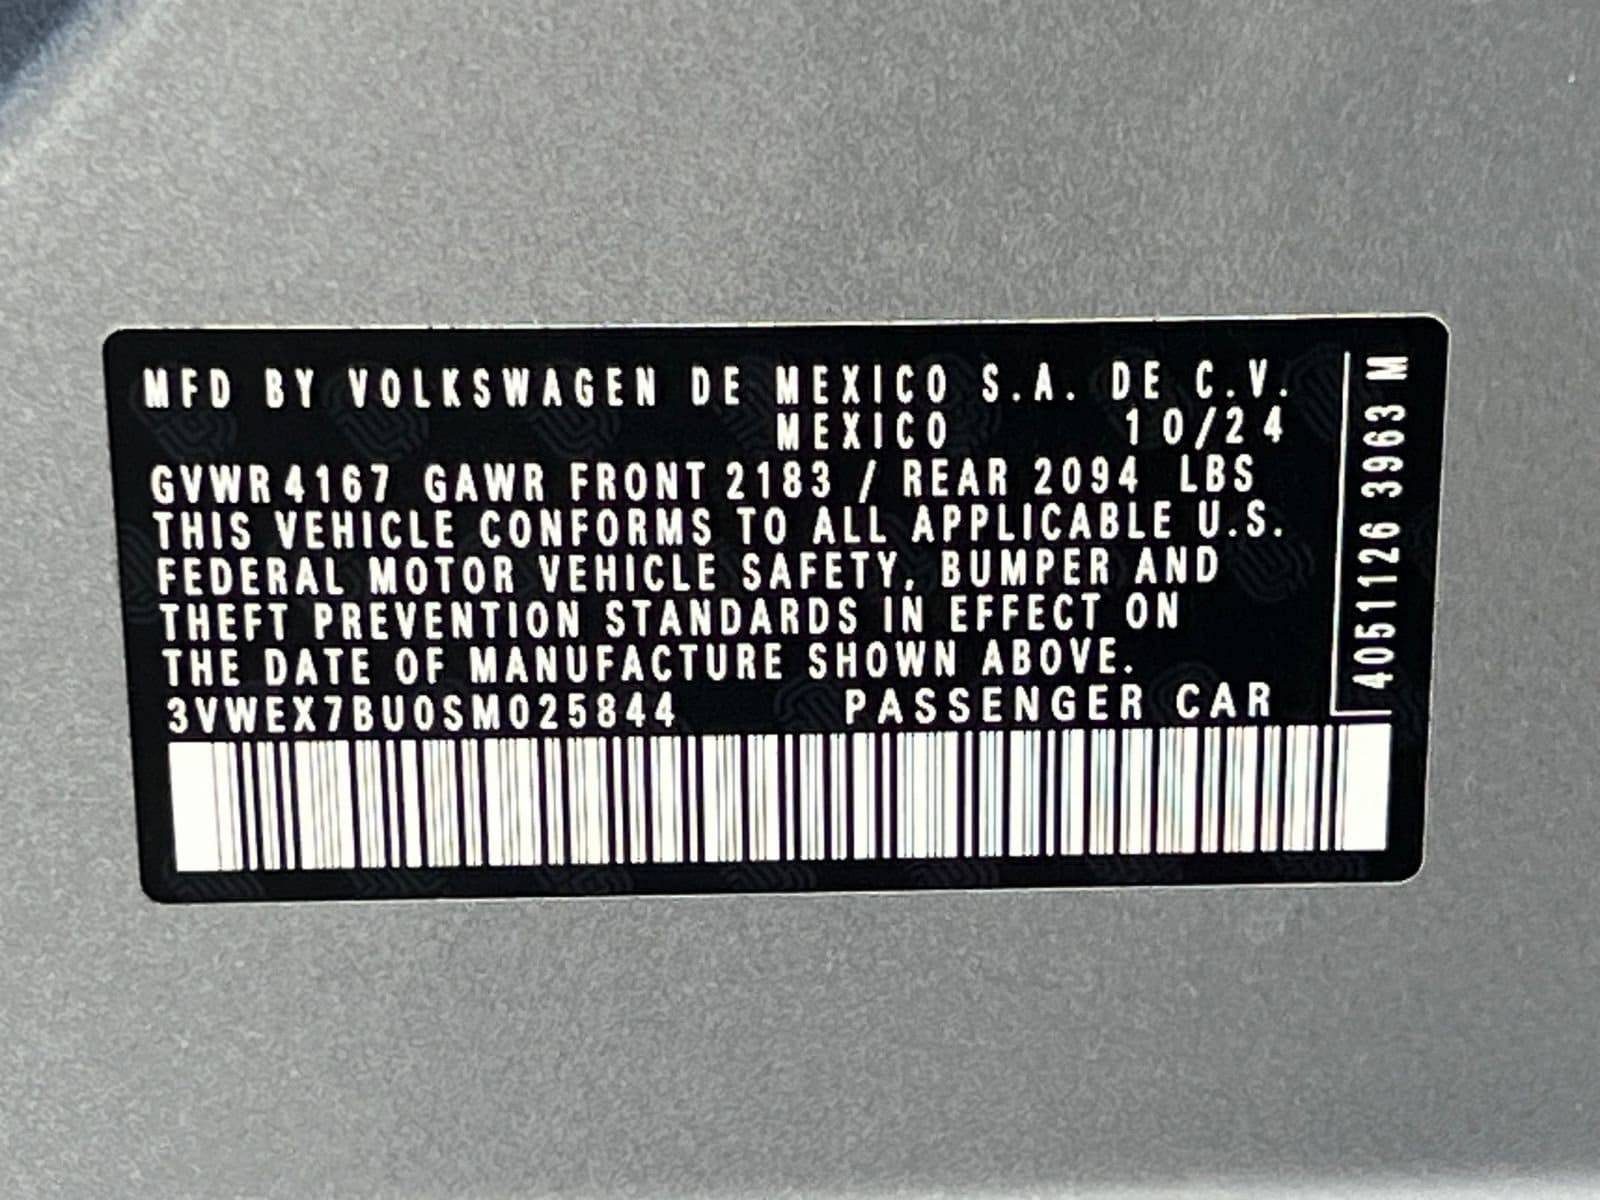 MFD BY VOLKSWAGEN DE MEXICO S.A. DE C.V.
MEXICO 10/24
GVWR 4167 GAWR FRONT 2183 / REAR 2094 LBS
THIS VEHICLE CONFORMS TO ALL APPLICABLE U.S.
FEDERAL MOTOR VEHICLE SAFETY, BUMPER AND
THEFT PREVENTION STANDARDS IN EFFECT ON
THE DATE OF MANUFACTURE SHOWN ABOVE.
3VWEX7BU0SM025844 PASSENGER CAR
4051126 3963 M